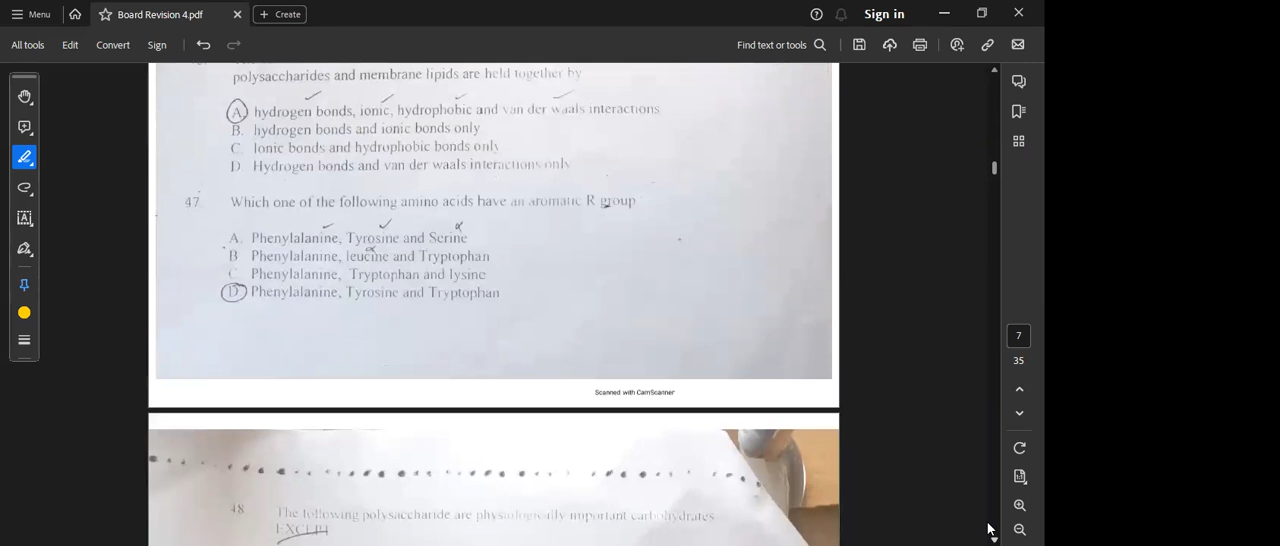 Menu
Board Revision 4.pdf
Create
Sign in
All tools
Edit
Convert
Sign
Find text or tools
polysaccharides and membrane lipids are held together by
A. hydrogen bonds, ionic, hydrophobic and van der waals interactions
B. hydrogen bonds and ionic bonds only
C. Ionic bonds and hydrophobic bonds only
D. Hydrogen bonds and van der waals interactions only
47 Which one of the following amino acids have an aromatic R group
A. Phenylalanine, Tyrosine and Serine
B Phenylalanine, leucine and Tryptophan
C Phenylalanine, Tryptophan and lysine
D. Phenylalanine, Tyrosine and Tryptophan
Scanned with CamScanner
48 The following polysaccharide are physiologically important carbohydrates
EXCEPT
7
35